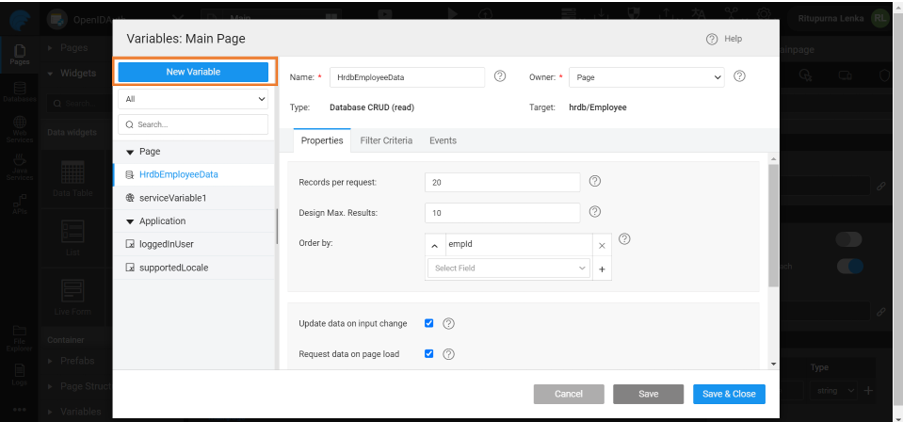 OpenIDA
Main
Ritupurna Lenka
RL
Variables: Main Page
Help
Pages
Pages
Widgets
New Variable
Name: *
HrdbEmployeeData
Owner: *
Page
Databases
Search...
All
Type:
Database CRUD (read)
Target:
hrdb/Employee
Web
Services
Search...
Data widgets
Properties
Filter Criteria
Events
Page
Java
Services
HrdbEmployeeData
Records per request:
20
Data Table
serviceVariable1
APIs
Design Max. Results:
10
Application
Order by:
empId
loggedInUser
List
Select Field
supportedLocale
Live Form
Update data on input change
Container
File
Explorer
Request data on page load
Prefabs
Type
Logs
Page Struct
Cancel
Save
Save & Close
string
Variables